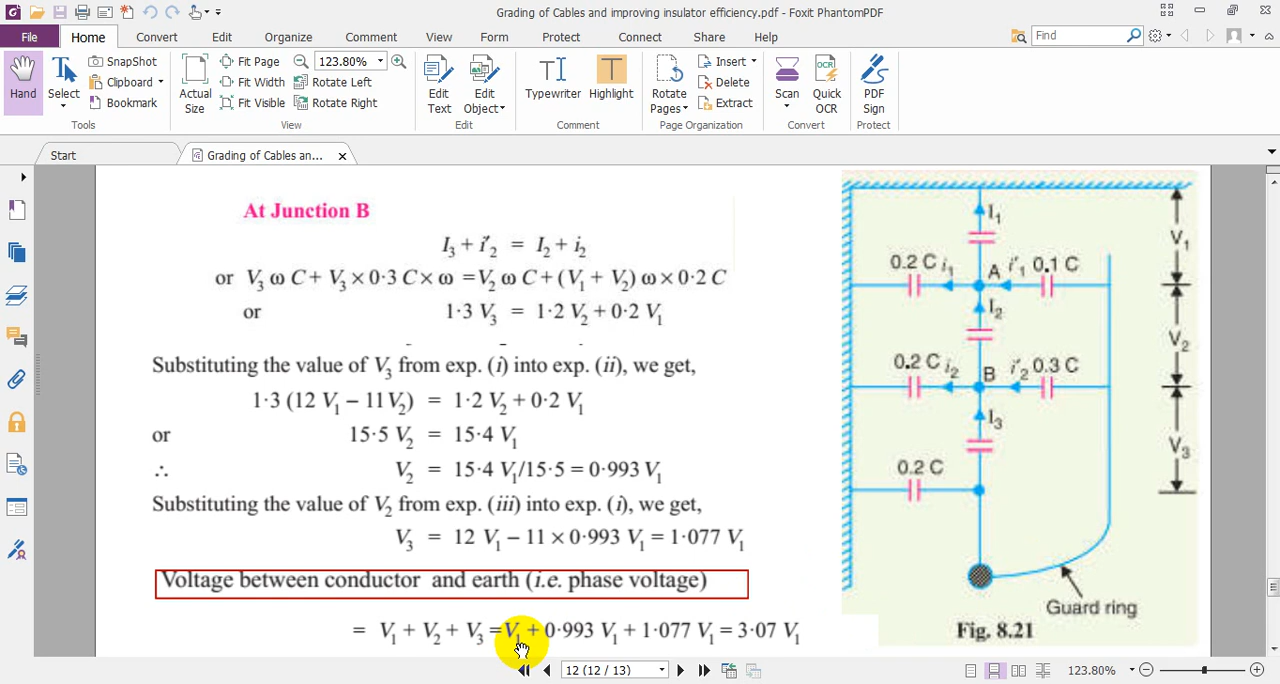 Grading of Cables and improving insulator efficiency.pdf - Foxit PhantomPDF
File Home Convert Edit Organize Comment View Form Protect Connect Share Help Find
Hand
Select
SnapShot
Clipboard
Bookmark
Tools
Actual Size
Fit Page
Fit Width
Fit Visible
123.80%
Rotate Left
Rotate Right
View
Edit Text
Edit Object
Edit
Typewriter
Highlight
Comment
Rotate Pages
Insert
Delete
Extract
Page Organization
Scan
Quick OCR
Convert
PDF Sign
Protect
Start
Grading of Cables an...
At Junction B
I₃ + i′₂ = I₂ + i₂
or V₃ ω C + V₃ × 0·3 C × ω = V₂ ω C + (V₁ + V₂) ω × 0·2 C
or 1·3 V₃ = 1·2 V₂ + 0·2 V₁
Substituting the value of V₃ from exp. (i) into exp. (ii), we get,
1·3 (12 V₁ – 11 V₂) = 1·2 V₂ + 0·2 V₁
or 15·5 V₂ = 15·4 V₁
∴ V₂ = 15·4 V₁/15·5 = 0·993 V₁
Substituting the value of V₂ from exp. (iii) into exp. (i), we get,
V₃ = 12 V₁ – 11 × 0·993 V₁ = 1·077 V₁
Voltage between conductor and earth (i.e. phase voltage)
= V₁ + V₂ + V₃ = V₁ + 0·993 V₁ + 1·077 V₁ = 3·07 V₁
I₁
V₁
0.2 C i₁ A i′₁ 0.1 C
I₂
V₂
0.2 C i₂ B i′₂ 0.3 C
I₃
V₃
0.2 C
Guard ring
Fig. 8.21
12 (12 / 13)
123.80%